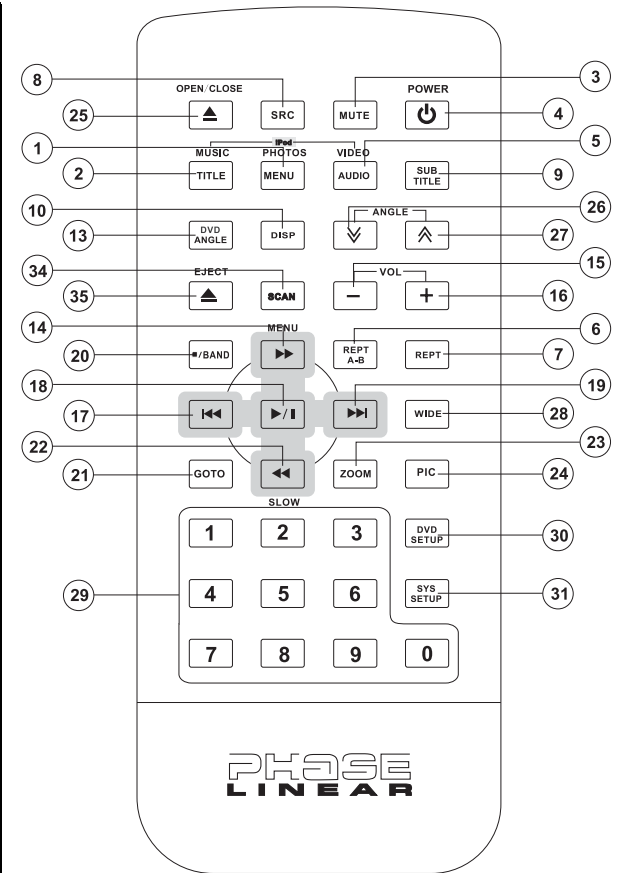 8
3
OPEN/CLOSE
POWER
25
SRC
MUTE
4
iPod
1
5
MUSIC
PHOTOS
VIDEO
2
TITLE
MENU
AUDIO
SUB
TITLE
9
10
26
ANGLE
13
DVD
ANGLE
DISP
27
34
15
EJECT
VOL
35
SCAN
−
+
16
14
6
MENU
20
■/BAND
REPT
A-B
REPT
7
18
19
17
WIDE
28
22
23
21
GOTO
ZOOM
PIC
24
SLOW
1
2
3
DVD
SETUP
30
29
4
5
6
SYS
SETUP
31
7
8
9
0
PHASE
LINEAR